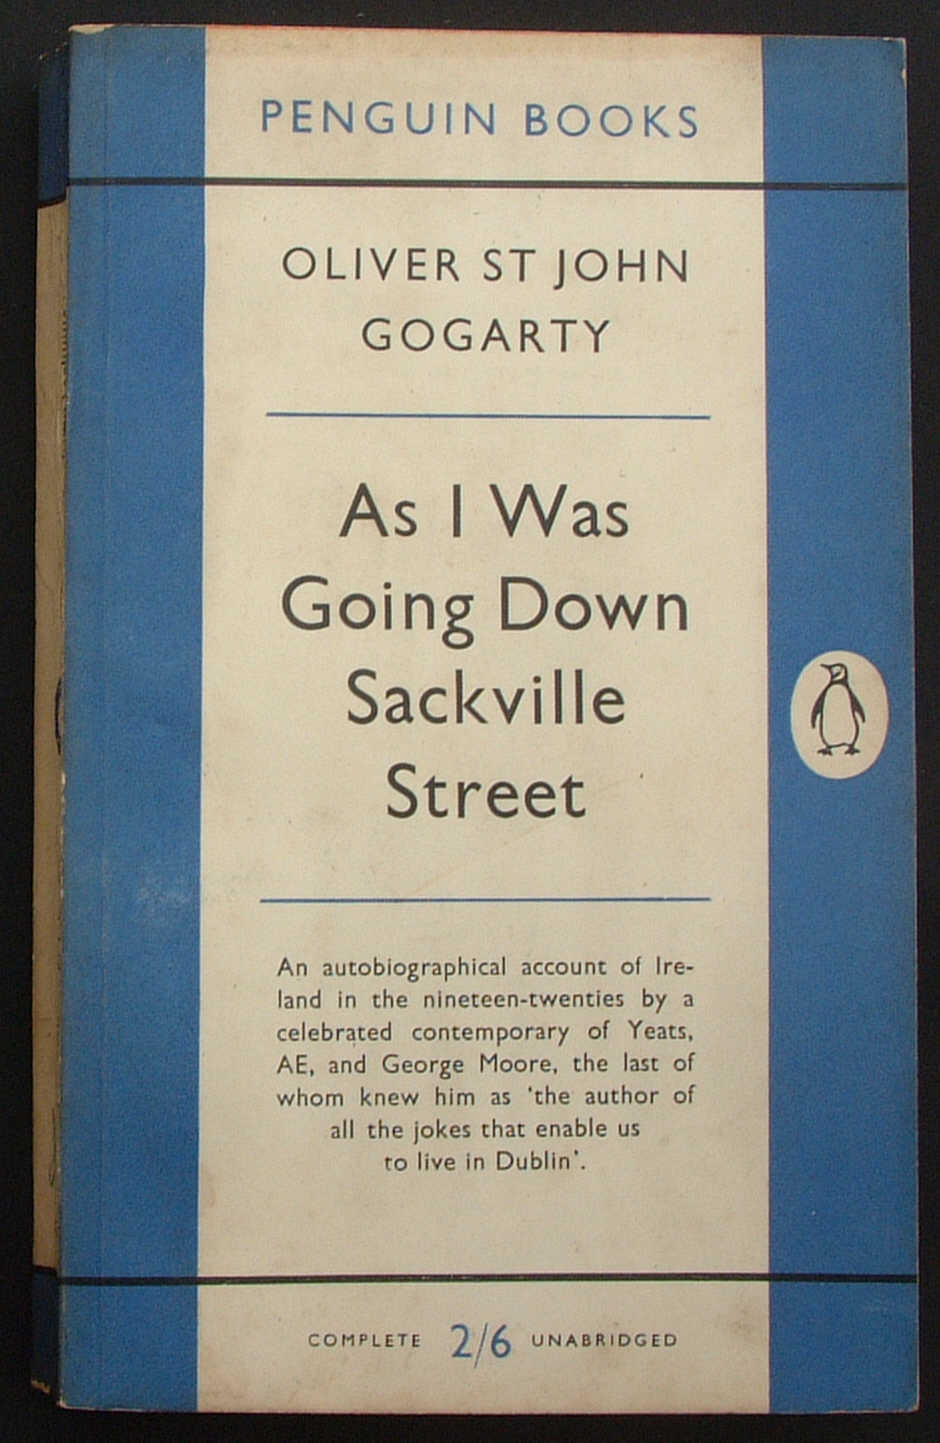 PENGUIN BOOKS
OLIVER ST JOHN
GOGARTY
As I Was
Going Down
Sackville
Street
An autobiographical account of Ire-
land in the nineteen-twenties by a
celebrated contemporary of Yeats,
AE, and George Moore, the last of
whom knew him as 'the author of
all the jokes that enable us
to live in Dublin'.
COMPLETE 2/6 UNABRIDGED